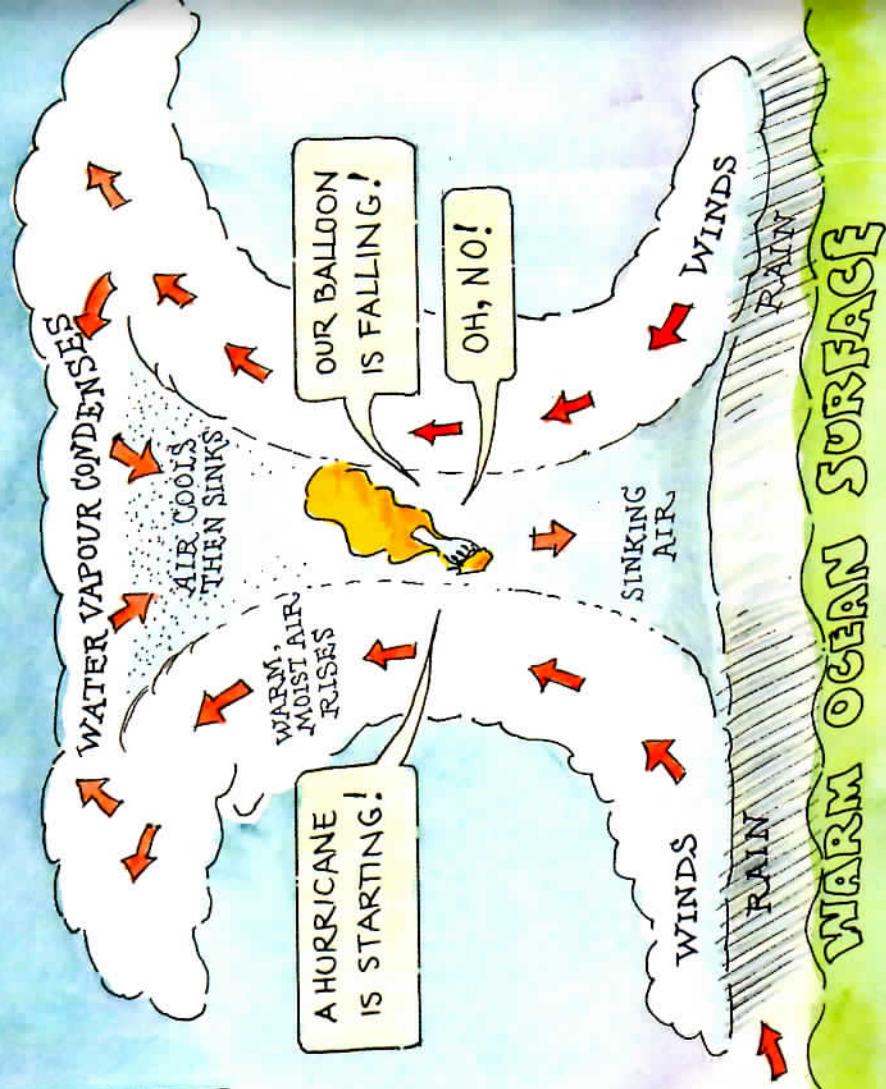 WATER VAPOUR CONDENSES
AIR COOLS
THEN SINKS
WARM,
MOIST AIR
RISES
A HURRICANE
IS STARTING!
OUR BALLOON
IS FALLING!
OH, NO!
SINKING
AIR
WINDS
WINDS
RAIN
RAIN
WARM OCEAN SURFACE